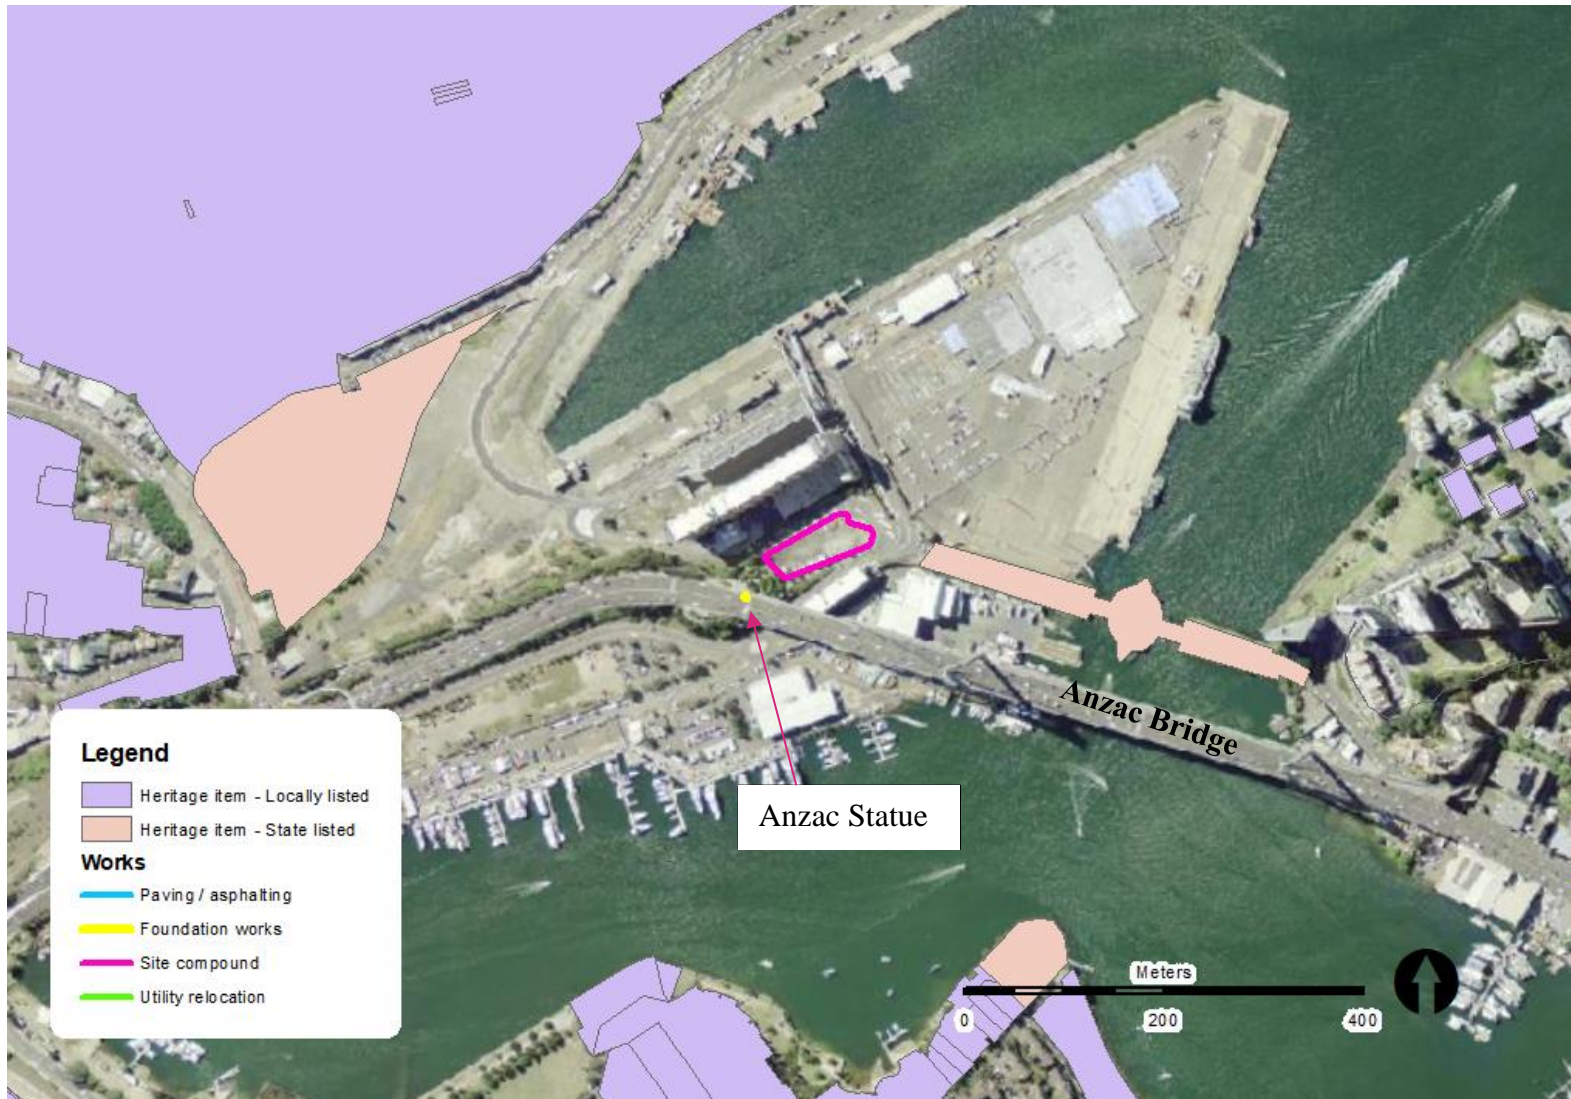 Anzac Bridge
Legend
Heritage item - Locally listed
Heritage item - State listed
Works
Paving / asphalting
Foundation works
Site compound
Utility relocation
Anzac Statue
Meters
0 200 400